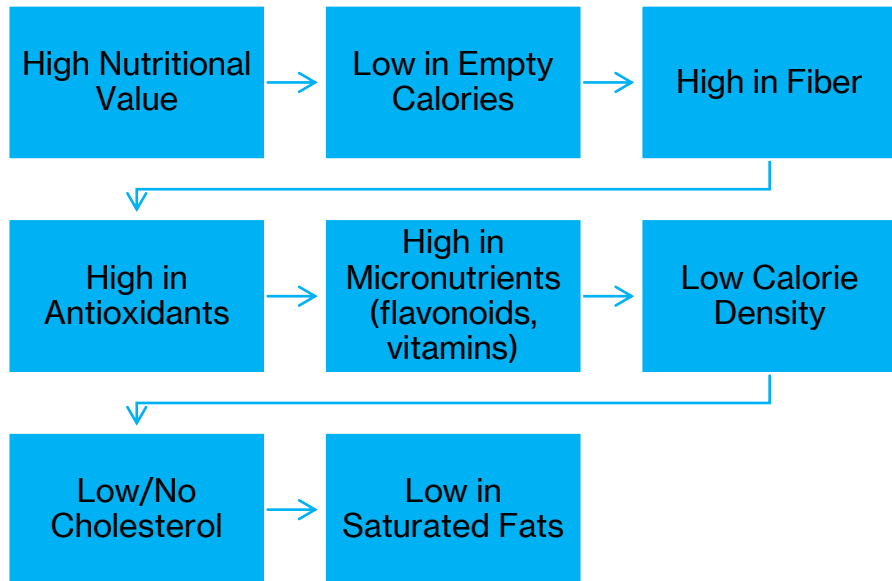 High Nutritional
Value
Low in Empty
Calories
High in Fiber
High in
Antioxidants
High in
Micronutrients
(flavonoids,
vitamins)
Low Calorie
Density
Low/No
Cholesterol
Low in
Saturated Fats